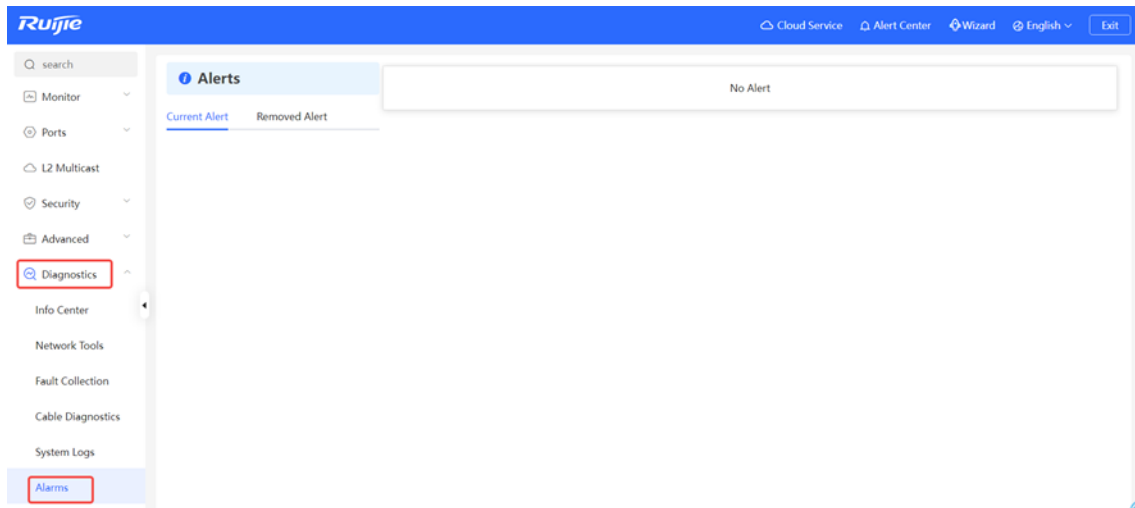 Ruijie
Cloud Service Alert Center Wizard English Exit
search
Monitor
Ports
L2 Multicast
Security
Advanced
Diagnostics
Info Center
Network Tools
Fault Collection
Cable Diagnostics
System Logs
Alarms
Alerts
Current Alert Removed Alert
No Alert